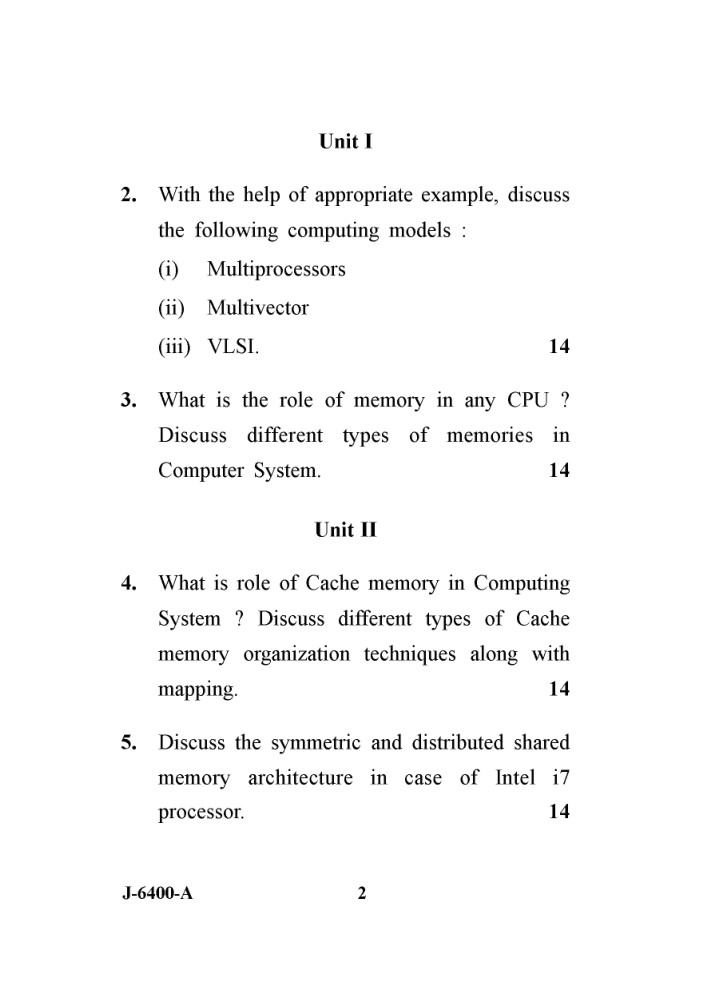 Unit I
2. With the help of appropriate example, discuss
the following computing models :
(i) Multiprocessors
(ii) Multivector
(iii) VLSI. 14
3. What is the role of memory in any CPU ?
Discuss different types of memories in
Computer System. 14
Unit II
4. What is role of Cache memory in Computing
System ? Discuss different types of Cache
memory organization techniques along with
mapping. 14
5. Discuss the symmetric and distributed shared
memory architecture in case of Intel i7
processor. 14
J-6400-A 2